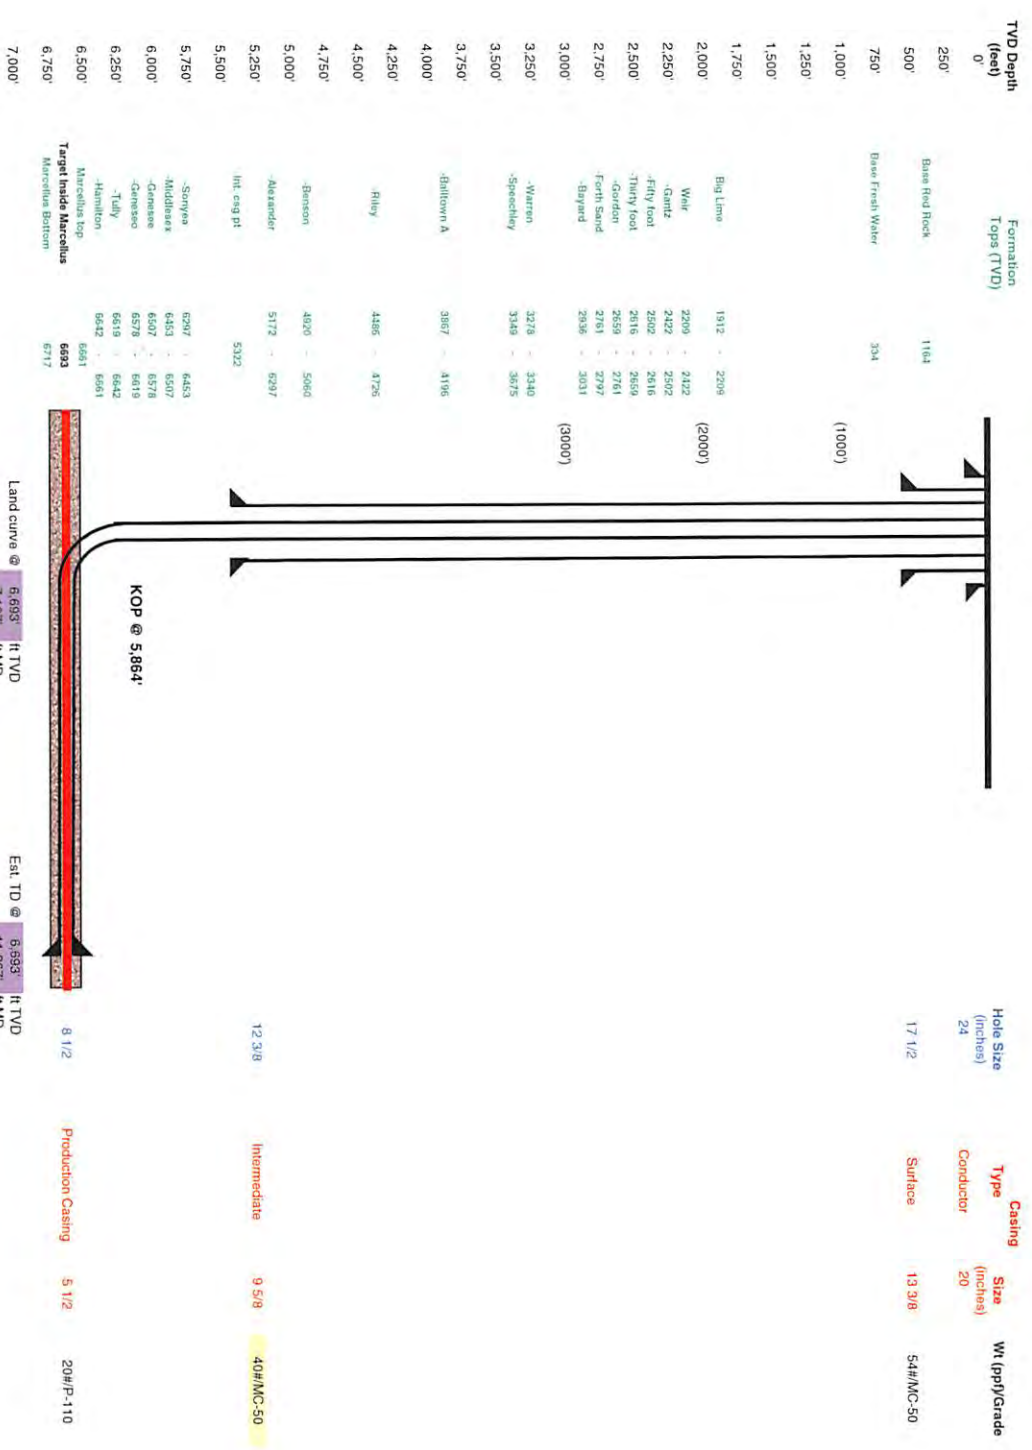 TVD Depth
(feet)
Formation
Tops (TVD)
Hole Size
(inches)
Casing
Type
Size
(inches)
Wt (ppf)/Grade
0'
24
Conductor
20
250'
Base Red Rock 1164
500'
17 1/2 Surface 13 3/8 54#/MC-50
750'
Base Fresh Water 334
1,000'
(1000')
1,250'
1,500'
1,750'
Big Lime 1912 - 2209
2,000'
(2000')
Weir 2209 - 2422
2,250'
-Gantz 2422 - 2502
-Fifty foot 2502 - 2616
2,500'
-Thirty foot 2616 - 2659
-Gordon 2659 - 2761
2,750'
-Forth Sand 2761 - 2797
-Bayard 2936 - 3031
3,000'
(3000')
3,250'
-Warren 3278 - 3340
-Speechley 3349 - 3675
3,500'
3,750'
-Balltown A 3867 - 4196
4,000'
4,250'
-Riley 4486 - 4726
4,500'
4,750'
5,000'
-Benson 4920 - 5060
-Alexander 5172 - 6297
5,250'
12 3/8 Intermediate 9 5/8 40#/MC-50
Int. csg pt 5322
5,500'
5,750'
-Sonyea 6297 - 6453
-Middlesex 6453 - 6507
6,000'
-Genesee 6507 - 6578
-Geneseo 6578 - 6619
KOP @ 5,864'
6,250'
-Tully 6619 - 6642
-Hamilton 6642 - 6661
6,500'
Marcellus top 6661
Target Inside Marcellus 6693
8 1/2 Production Casing 5 1/2 20#/P-110
6,750'
Marcellus Bottom 6717
7,000'
Land curve @ 6,693' ft TVD
ft MD
Est. TD @ 6,693' ft TVD
ft MD